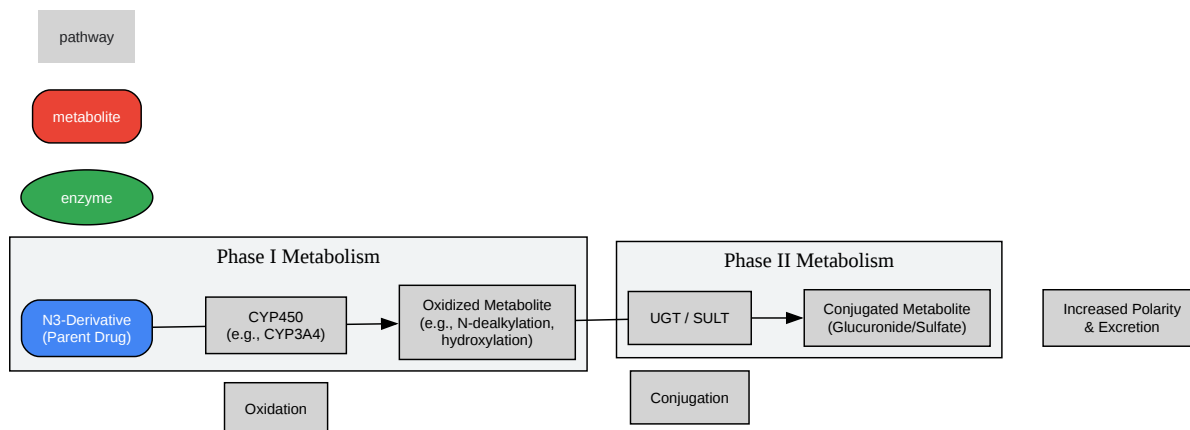 pathway
metabolite
enzyme
Phase I Metabolism
N3-Derivative
(Parent Drug)
CYP450
(e.g., CYP3A4)
Oxidized Metabolite
(e.g., N-dealkylation,
hydroxylation)
Phase II Metabolism
UGT / SULT
Conjugated Metabolite
(Glucuronide/Sulfate)
Increased Polarity
& Excretion
Oxidation
Conjugation